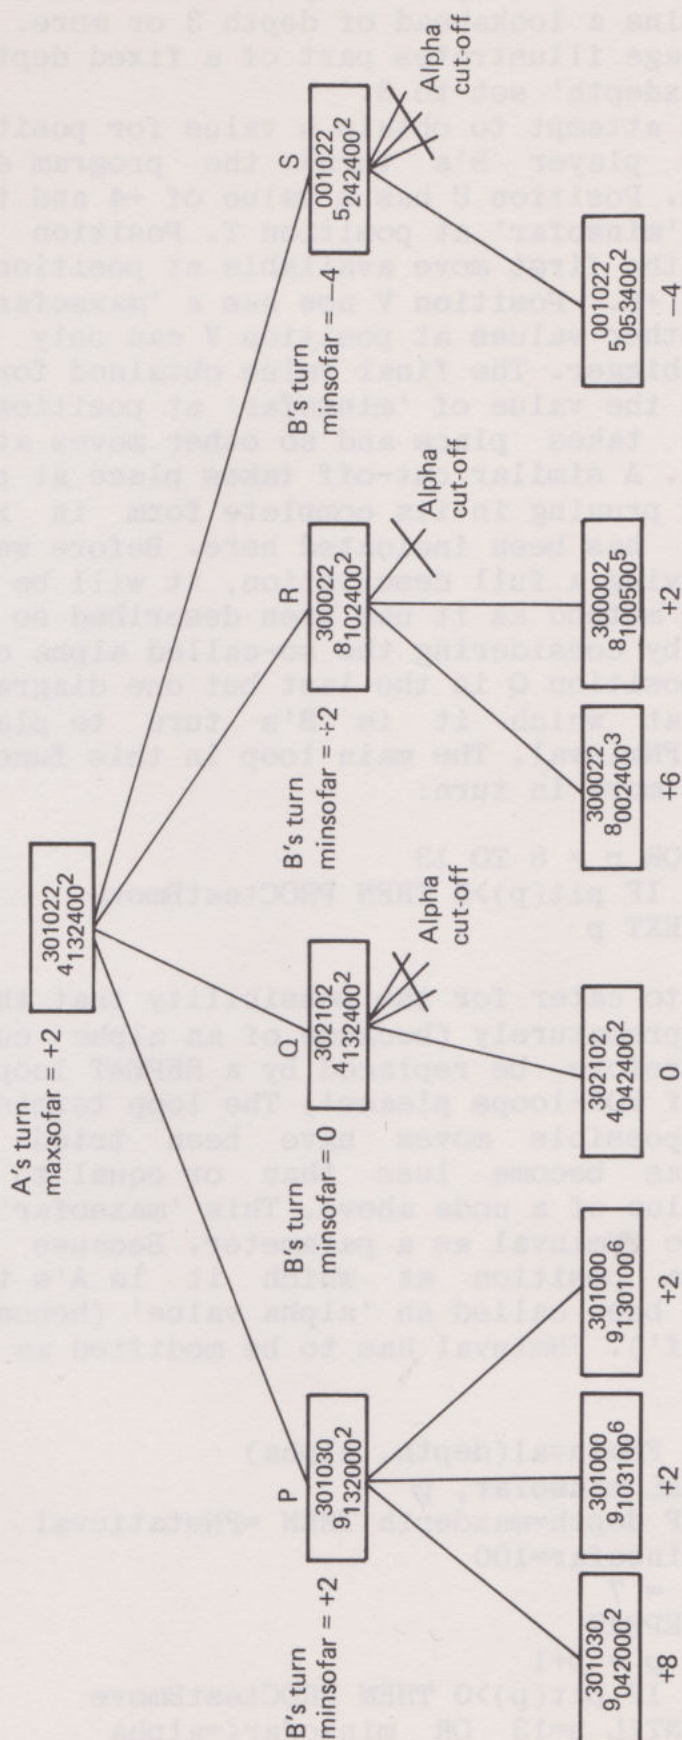 A's turn
maxsofar = +2
301022
4 132400 2
P
B's turn
minsofar = +2
301030
9 132000 2
Q
B's turn
minsofar = 0
302102
4 132400 2
Alpha
cut-off
R
B's turn
minsofar = +2
300022
8 102400 2
Alpha
cut-off
S
B's turn
minsofar = −4
001022
5 242400 2
Alpha
cut-off
301030
9 042000 2
+8
301000
9 103100 6
+2
301000
9 130100 6
+2
302102
4 042400 2
0
300022
8 002400 3
+6
300002
8 100500 5
+2
001022
5 053400 2
−4